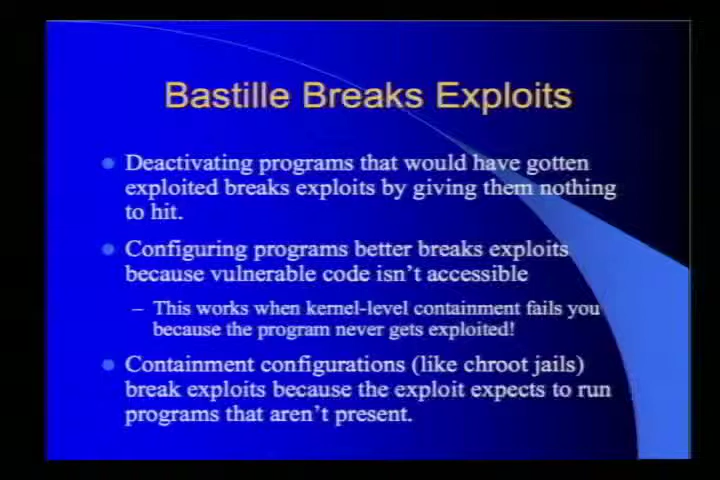 Bastille Breaks Exploits
Deactivating programs that would have gotten
exploited breaks exploits by giving them nothing
to hit.
Configuring programs better breaks exploits
because vulnerable code isn't accessible
– This works when kernel-level containment fails you
because the program never gets exploited!
Containment configurations (like chroot jails)
break exploits because the exploit expects to run
programs that aren't present.